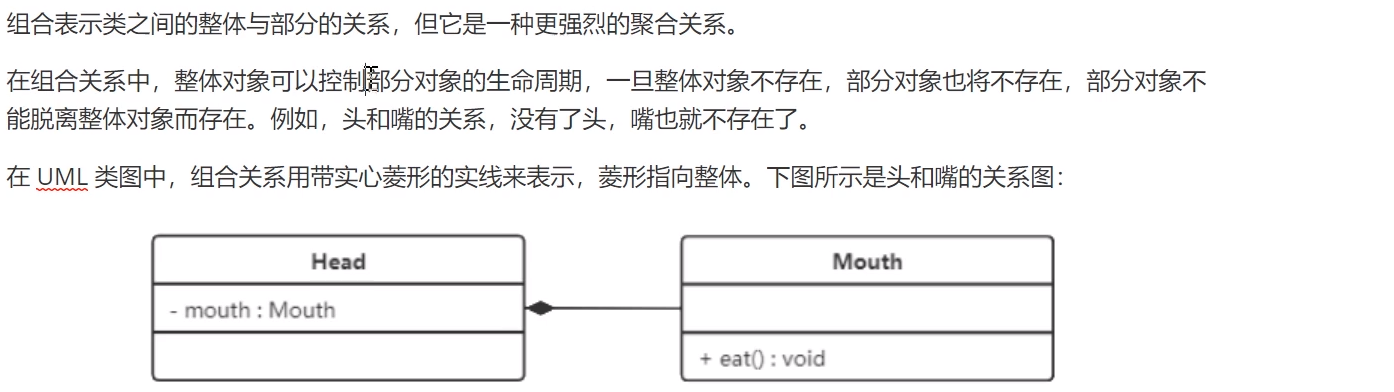 组合表示类之间的整体与部分的关系，但它是一种更强烈的聚合关系。
在组合关系中，整体对象可以控制部分对象的生命周期，一旦整体对象不存在，部分对象也将不存在，部分对象不
能脱离整体对象而存在。例如，头和嘴的关系，没有了头，嘴也就不存在了。
在 UML 类图中，组合关系用带实心菱形的实线来表示，菱形指向整体。下图所示是头和嘴的关系图：
Head
- mouth : Mouth
Mouth
+ eat() : void